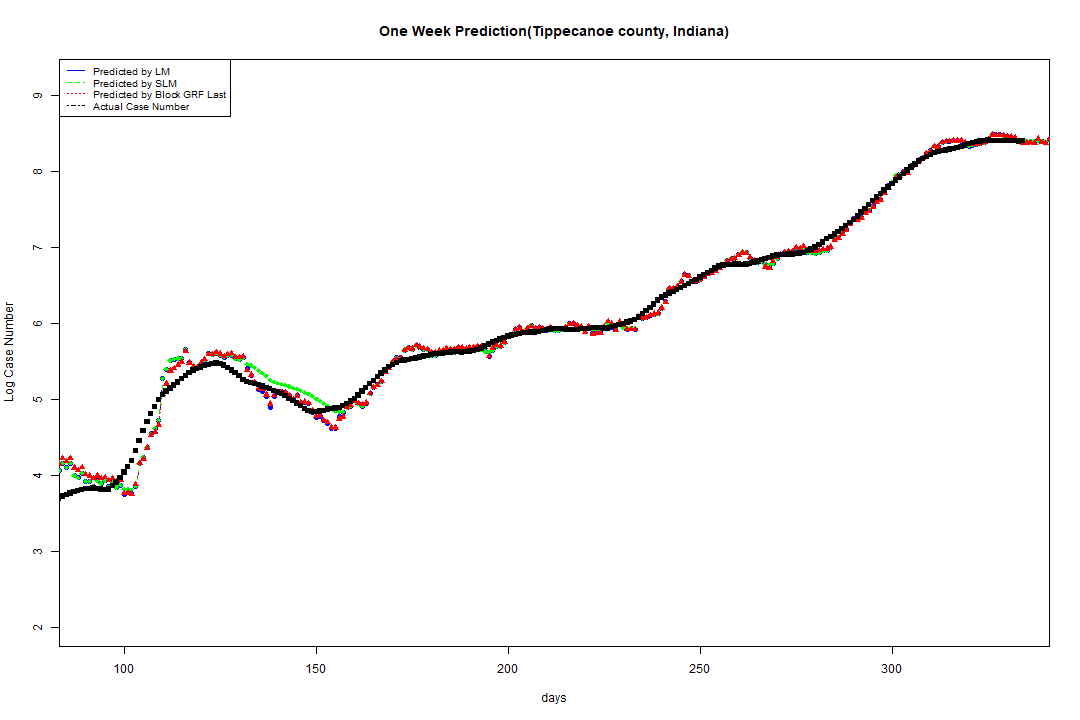 One Week Prediction(Tippecanoe county, Indiana)
Predicted by LM
Predicted by SLM
Predicted by Block GRF Last
Actual Case Number
Log Case Number
9
8
7
6
5
4
3
2
100 150 200 250 300
days